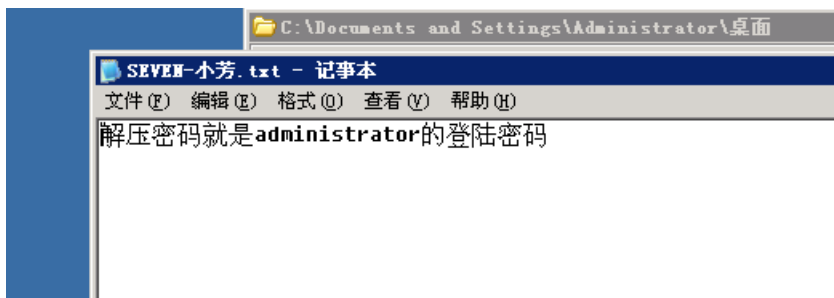 C:\Documents and Settings\Administrator\桌面
SEVEN-小芳.txt - 记事本
文件(F) 编辑(E) 格式(O) 查看(V) 帮助(H)
解压密码就是administrator的登陆密码